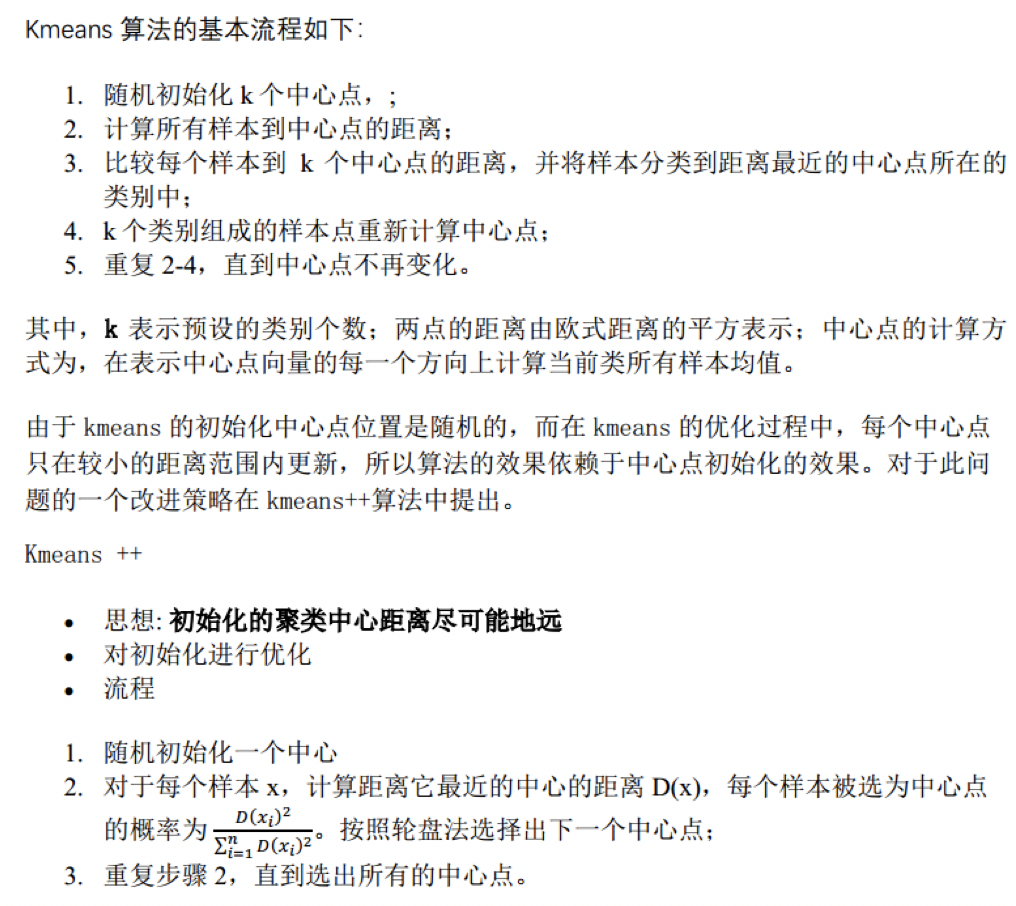 Kmeans 算法的基本流程如下:
1. 随机初始化 k 个中心点，;
2. 计算所有样本到中心点的距离;
3. 比较每个样本到 k 个中心点的距离，并将样本分类到距离最近的中心点所在的
类别中;
4. k 个类别组成的样本点重新计算中心点;
5. 重复 2-4，直到中心点不再变化。
其中，k 表示预设的类别个数；两点的距离由欧式距离的平方表示；中心点的计算方
式为，在表示中心点向量的每一个方向上计算当前类所有样本均值。
由于 kmeans 的初始化中心点位置是随机的，而在 kmeans 的优化过程中，每个中心点
只在较小的距离范围内更新，所以算法的效果依赖于中心点初始化的效果。对于此问
题的一个改进策略在 kmeans++算法中提出。
Kmeans ++
• 思想: 初始化的聚类中心距离尽可能地远
• 对初始化进行优化
• 流程
1. 随机初始化一个中心
2. 对于每个样本 x，计算距离它最近的中心的距离 D(x)，每个样本被选为中心点
的概率为 $\frac{D(x_i)^2}{\sum_{i=1}^{n} D(x_i)^2}$。按照轮盘法选择出下一个中心点;
3. 重复步骤 2，直到选出所有的中心点。